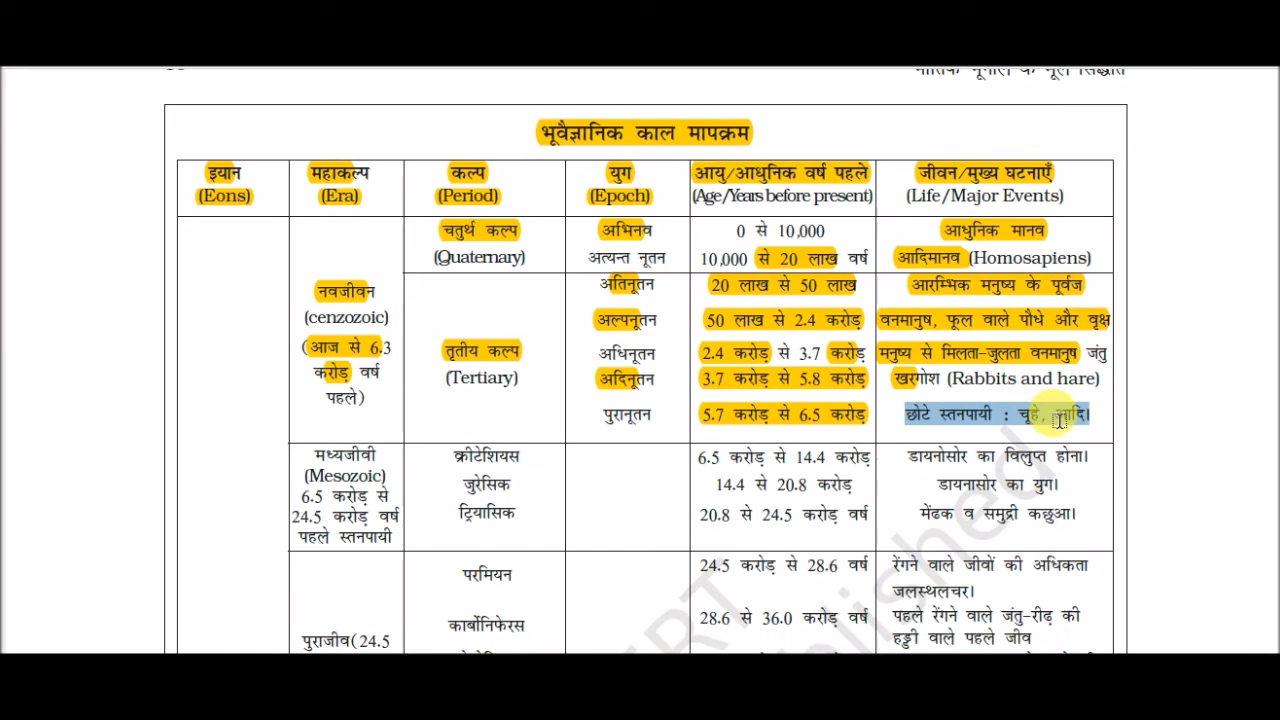 भौतिक भूगोल के मूल सिद्धांत
भूवैज्ञानिक काल मापक्रम
इयान महाकल्प कल्प युग आयु/आधुनिक वर्ष पहले जीवन/मुख्य घटनाएँ
(Eons) (Era) (Period) (Epoch) (Age/Years before present) (Life/Major Events)
चतुर्थ कल्प अभिनव 0 से 10,000 आधुनिक मानव
(Quaternary) अत्यन्त नूतन 10,000 से 20 लाख वर्ष आदिमानव (Homosapiens)
नवजीवन अतिनूतन 20 लाख से 50 लाख आरम्भिक मनुष्य के पूर्वज
(cenzozoic) अल्पनूतन 50 लाख से 2.4 करोड़ वनमानुष, फूल वाले पौधे और वृक्ष
(आज से 6.3 तृतीय कल्प अधिनूतन 2.4 करोड़ से 3.7 करोड़ मनुष्य से मिलता-जुलता वनमानुष जंतु
करोड़ वर्ष (Tertiary) अदिनूतन 3.7 करोड़ से 5.8 करोड़ खरगोश (Rabbits and hare)
पहले)
पुरानूतन 5.7 करोड़ से 6.5 करोड़ छोटे स्तनपायी : चूहे, आदि।
मध्यजीवी क्रीटेशियस 6.5 करोड़ से 14.4 करोड़ डायनोसोर का विलुप्त होना।
(Mesozoic) जुरेसिक 14.4 से 20.8 करोड़ डायनासोर का युग।
6.5 करोड़ से
24.5 करोड़ वर्ष ट्रियासिक 20.8 से 24.5 करोड़ वर्ष मेंढक व समुद्री कछुआ।
पहले स्तनपायी
परमियन 24.5 करोड़ से 28.6 वर्ष रेंगने वाले जीवों की अधिकता
जलस्थलचर।
कार्बोनिफेरस 28.6 से 36.0 करोड़ वर्ष पहले रेंगने वाले जंतु-रीढ़ की
हड्डी वाले पहले जीव
पुराजीव(24.5